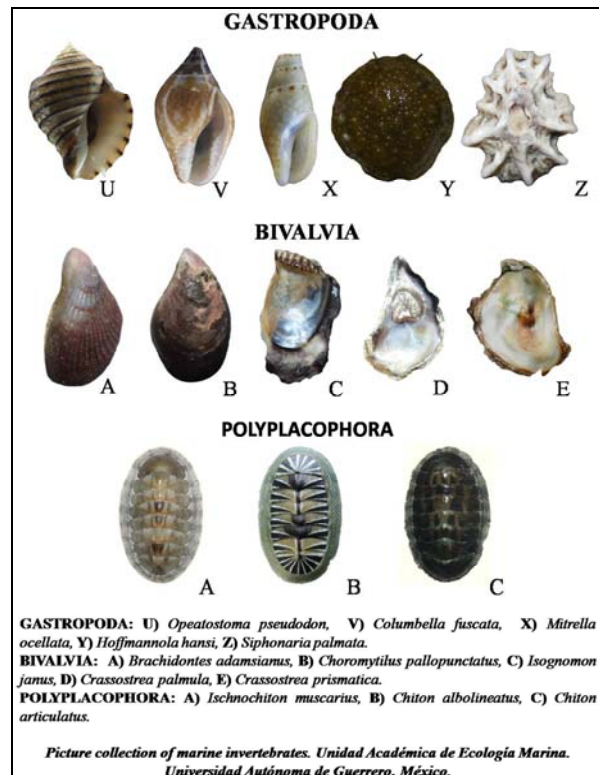 GASTROPODA
U V X Y Z
BIVALVIA
A B C D E
POLYPLACOPHORA
A B C
GASTROPODA: U) Opeatostoma pseudodon, V) Columbella fuscata, X) Mitrella
ocellata, Y) Hoffmannola hansi, Z) Siphonaria palmata.
BIVALVIA: A) Brachidontes adamsianus, B) Choromytilus pallopunctatus, C) Isognomon
janus, D) Crassostrea palmula, E) Crassostrea prismatica.
POLYPLACOPHORA: A) Ischnochiton muscarius, B) Chiton albolineatus, C) Chiton
articulatus.
Picture collection of marine invertebrates. Unidad Académica de Ecología Marina.
Universidad Autónoma de Guerrero, México.